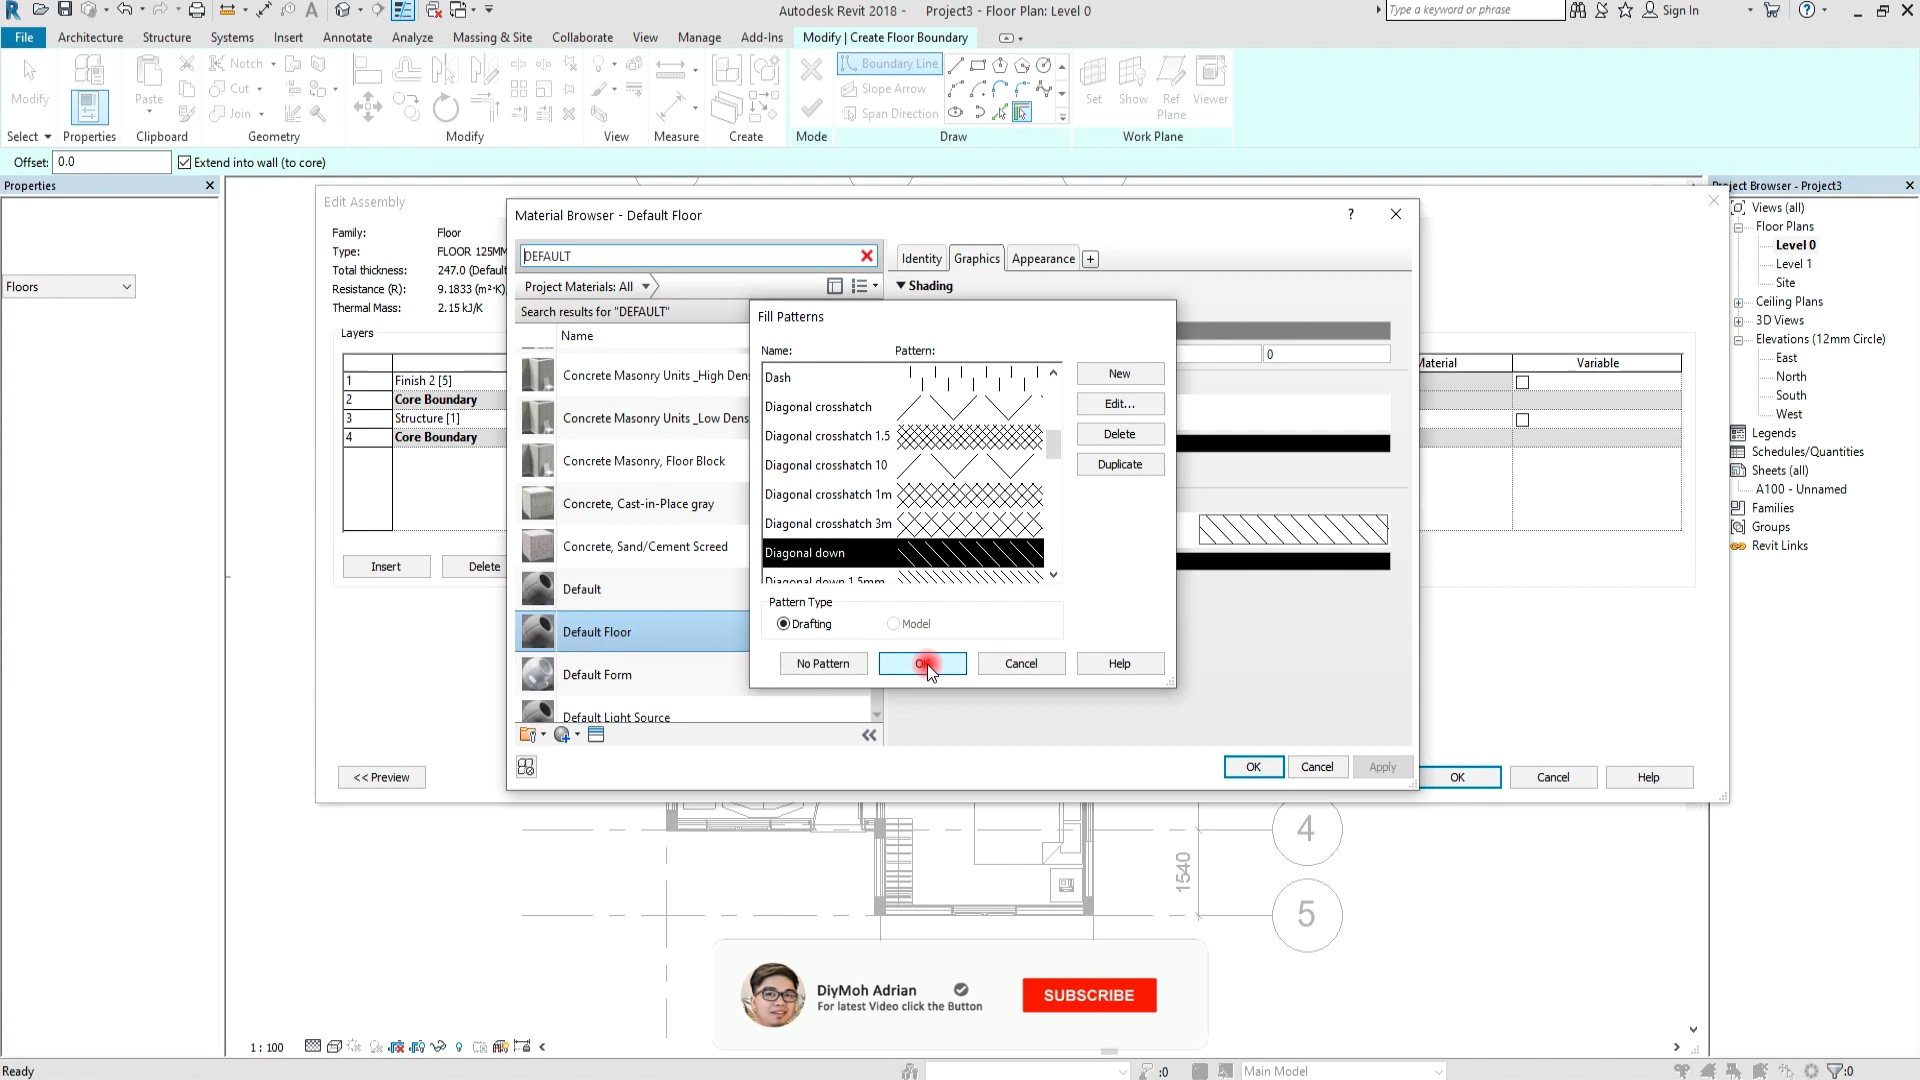 Autodesk Revit 2018 - Project3 - Floor Plan: Level 0
Type a keyword or phrase
Sign In
File Architecture Structure Systems Insert Annotate Analyze Massing & Site Collaborate View Manage Add-Ins Modify | Create Floor Boundary
Modify
Paste
Notch
Cut
Join
Boundary Line
Slope Arrow
Span Direction
Set Show Ref Plane Viewer
Select Properties Clipboard Geometry Modify View Measure Create Mode Draw Work Plane
Offset: 0.0 Extend into wall (to core)
Properties
Floors
Edit Assembly
Family: Floor
Type: FLOOR 125MM
Total thickness: 247.0 (Default
Resistance (R): 9.1833 (m²·K)
Thermal Mass: 2.15 kJ/K
Layers
1 Finish 2 [5]
2 Core Boundary
3 Structure [1]
4 Core Boundary
Insert Delete
<< Preview
Material Variable
OK Cancel Help
Material Browser - Default Floor
?
DEFAULT
Project Materials: All
Search results for "DEFAULT"
Name
Concrete Masonry Units _High Dens
Concrete Masonry Units _Low Dens
Concrete Masonry, Floor Block
Concrete, Cast-in-Place gray
Concrete, Sand/Cement Screed
Default
Default Floor
Default Form
Default Light Source
Identity Graphics Appearance
Shading
0
OK Cancel Apply
Fill Patterns
Name: Pattern:
Dash
Diagonal crosshatch
Diagonal crosshatch 1.5
Diagonal crosshatch 10
Diagonal crosshatch 1m
Diagonal crosshatch 3m
Diagonal down
Diagonal down 1.5mm
New
Edit...
Delete
Duplicate
Pattern Type
Drafting Model
No Pattern OK Cancel Help
Project Browser - Project3
Views (all)
Floor Plans
Level 0
Level 1
Site
Ceiling Plans
3D Views
Elevations (12mm Circle)
East
North
South
West
Legends
Schedules/Quantities
Sheets (all)
A100 - Unnamed
Families
Groups
Revit Links
4
1540
5
DiyMoh Adrian
For latest Video click the Button
SUBSCRIBE
1 : 100
Ready
:0
Main Model
:0